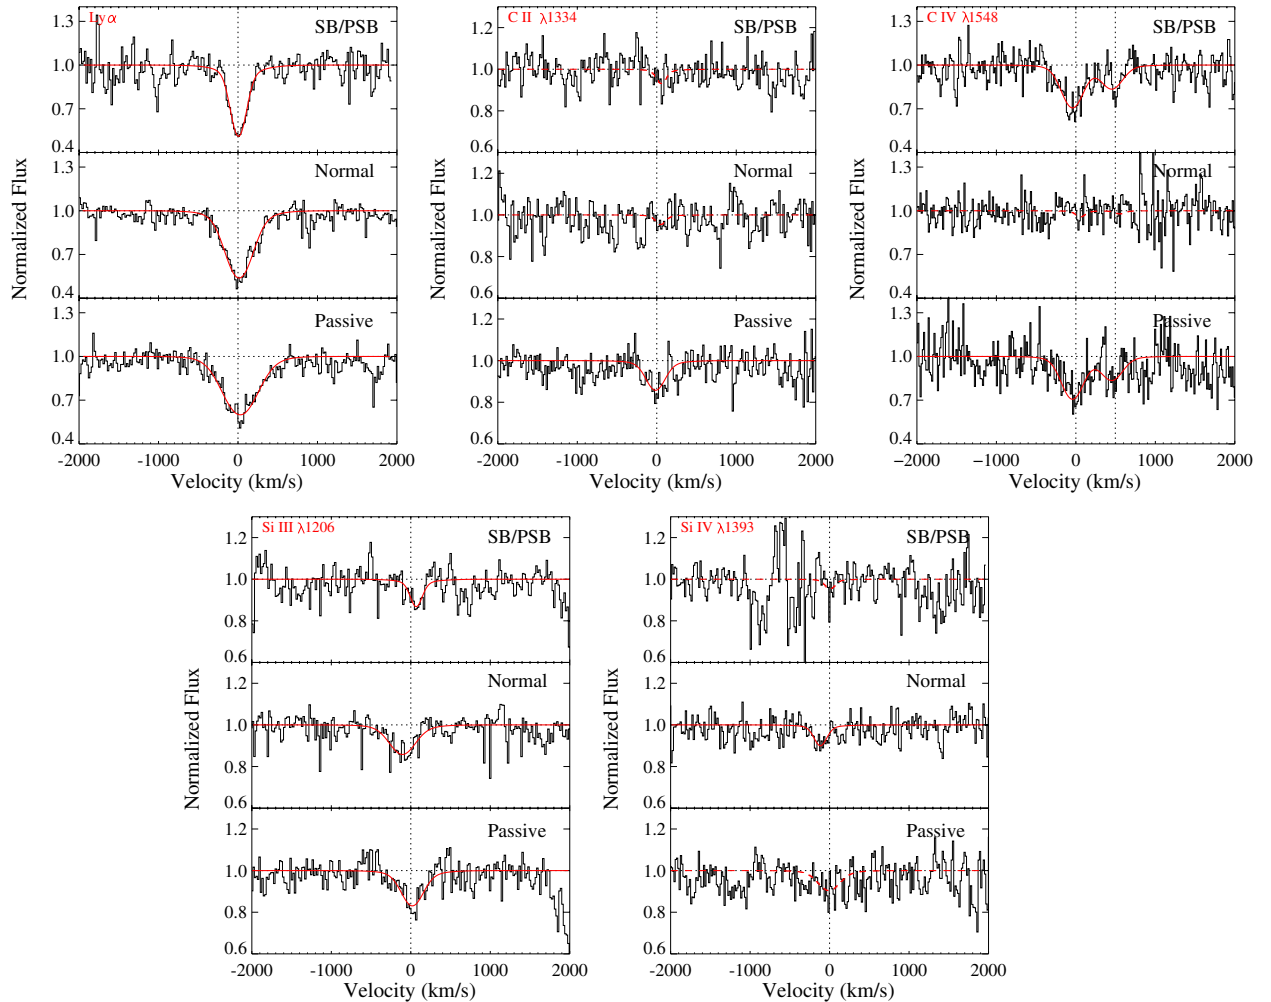 Lyα
SB/PSB
1.3
1.0
0.7
0.4
Normal
1.3
1.0
0.7
0.4
Passive
1.3
1.0
0.7
0.4
-2000 -1000 0 1000 2000
Velocity (km/s)
Normalized Flux
C II λ1334
SB/PSB
1.2
1.0
0.8
0.6
Normal
1.2
1.0
0.8
0.6
Passive
1.2
1.0
0.8
0.6
-2000 -1000 0 1000 2000
Velocity (km/s)
Normalized Flux
C IV λ1548
SB/PSB
1.3
1.0
0.7
0.4
Normal
1.3
1.0
0.7
0.4
Passive
1.3
1.0
0.7
0.4
−2000 −1000 0 1000 2000
Velocity (km/s)
Normalized Flux
Si III λ1206
SB/PSB
1.2
1.0
0.8
0.6
Normal
1.2
1.0
0.8
0.6
Passive
1.2
1.0
0.8
0.6
-2000 -1000 0 1000 2000
Velocity (km/s)
Normalized Flux
Si IV λ1393
SB/PSB
1.2
1.0
0.8
0.6
Normal
1.2
1.0
0.8
0.6
Passive
1.2
1.0
0.8
0.6
-2000 -1000 0 1000 2000
Velocity (km/s)
Normalized Flux